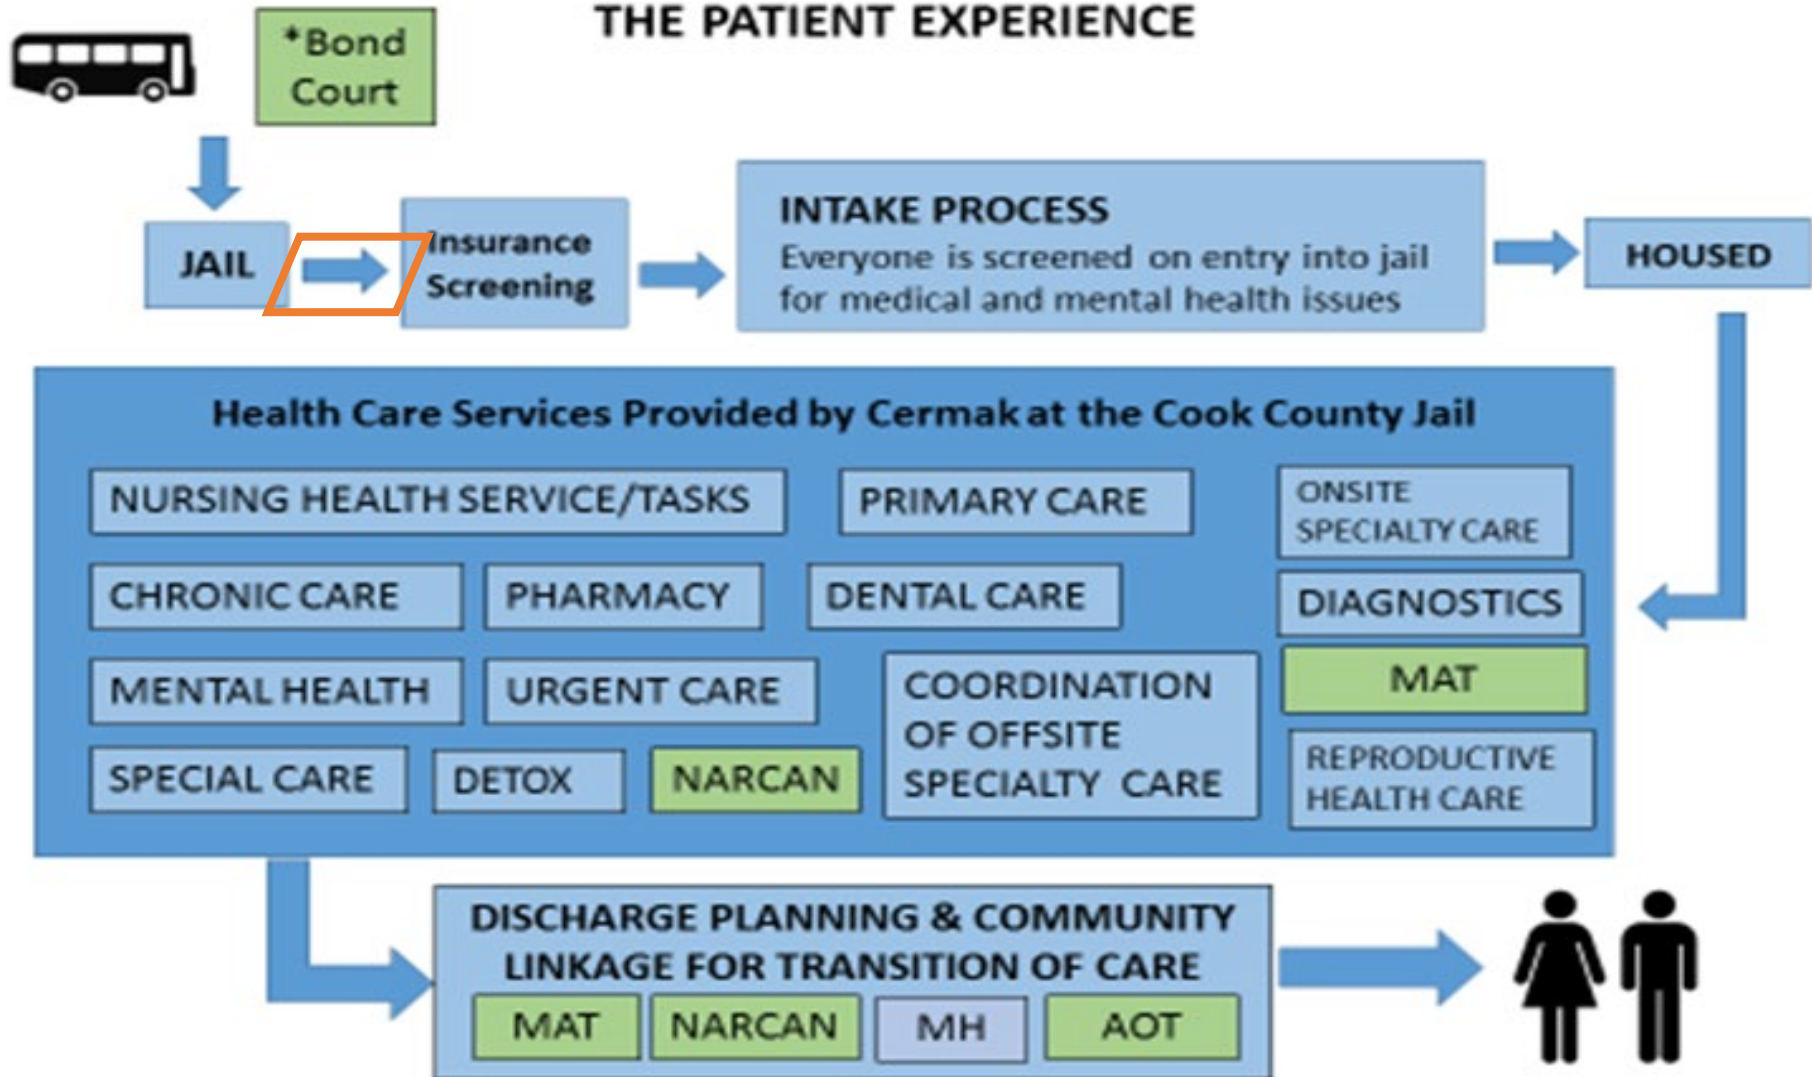 THE PATIENT EXPERIENCE
*Bond
Court
JAIL
Insurance
Screening
INTAKE PROCESS
Everyone is screened on entry into jail
for medical and mental health issues
HOUSED
Health Care Services Provided by Cermak at the Cook County Jail
NURSING HEALTH SERVICE/TASKS
PRIMARY CARE
ONSITE
SPECIALTY CARE
CHRONIC CARE
PHARMACY
DENTAL CARE
DIAGNOSTICS
MENTAL HEALTH
URGENT CARE
COORDINATION
OF OFFSITE
SPECIALTY CARE
MAT
SPECIAL CARE
DETOX
NARCAN
REPRODUCTIVE
HEALTH CARE
DISCHARGE PLANNING & COMMUNITY
LINKAGE FOR TRANSITION OF CARE
MAT
NARCAN
MH
AOT